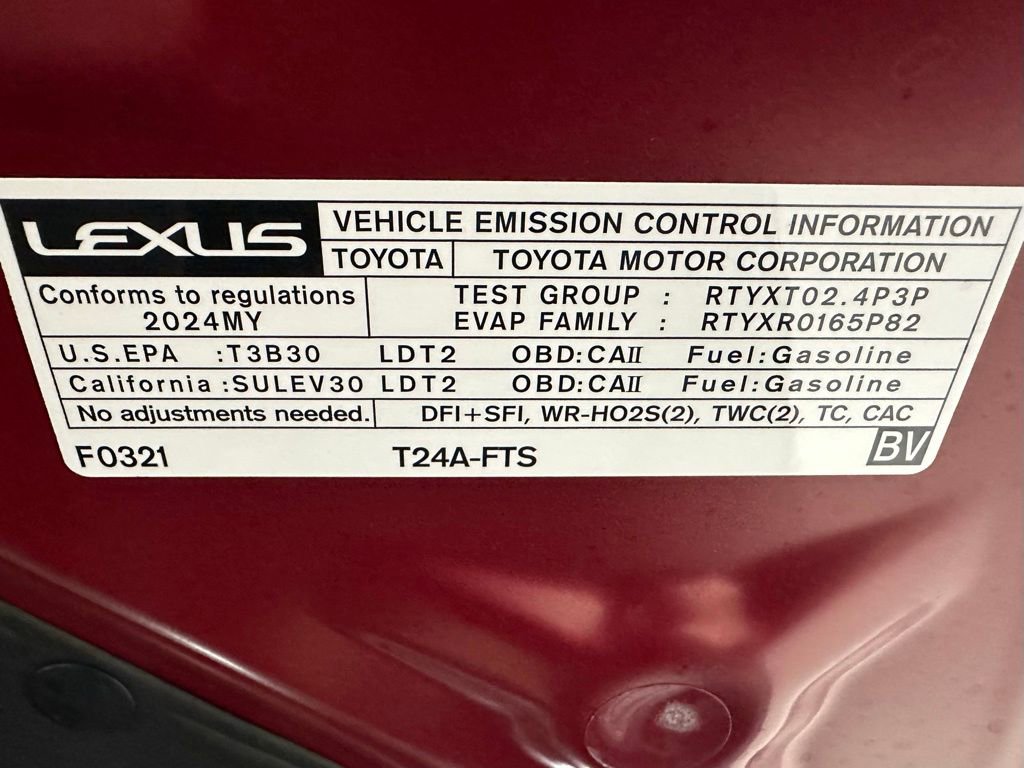 LEXUS
VEHICLE EMISSION CONTROL INFORMATION
TOYOTA TOYOTA MOTOR CORPORATION
Conforms to regulations
2024MY
TEST GROUP : RTYXT02.4P3P
EVAP FAMILY : RTYXR0165P82
U.S.EPA :T3B30 LDT2 OBD:CAII Fuel:Gasoline
California :SULEV30 LDT2 OBD:CAII Fuel:Gasoline
No adjustments needed. DFI+SFI, WR-HO2S(2), TWC(2), TC, CAC
F0321 T24A-FTS BV